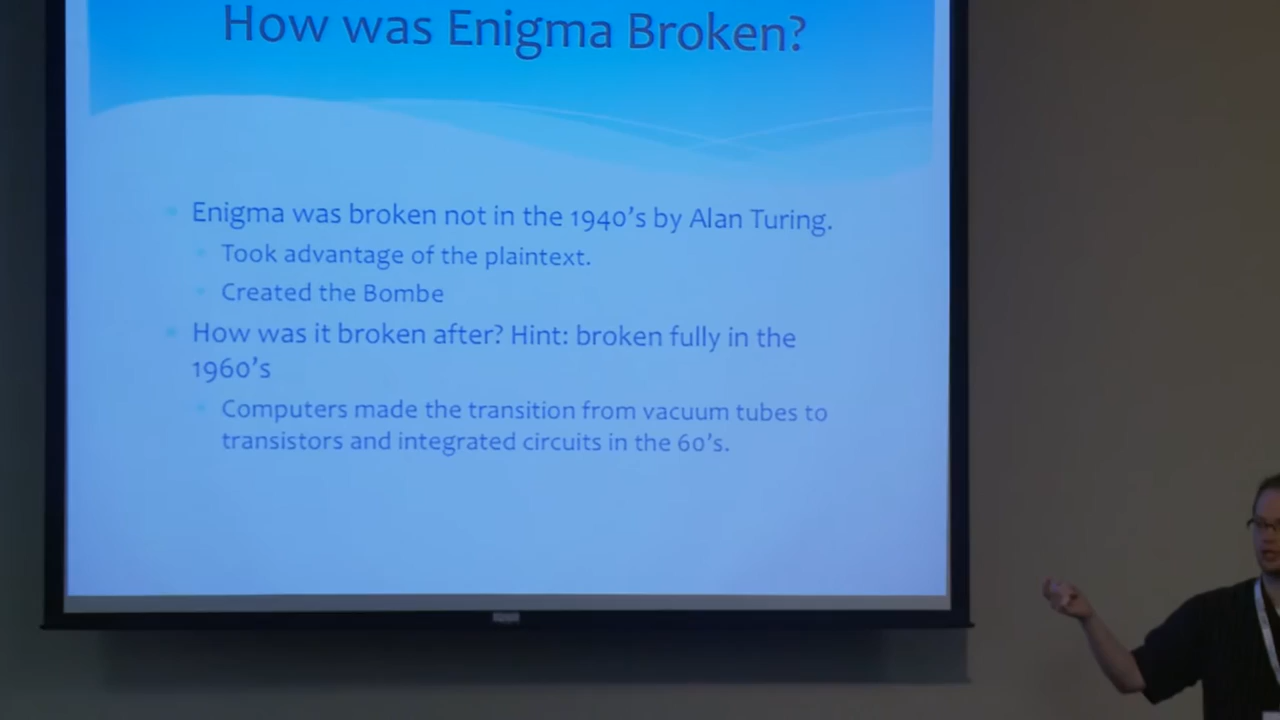 How was Enigma Broken?
Enigma was broken not in the 1940's by Alan Turing.
Took advantage of the plaintext.
Created the Bombe
How was it broken after? Hint: broken fully in the
1960's
Computers made the transition from vacuum tubes to
transistors and integrated circuits in the 60's.